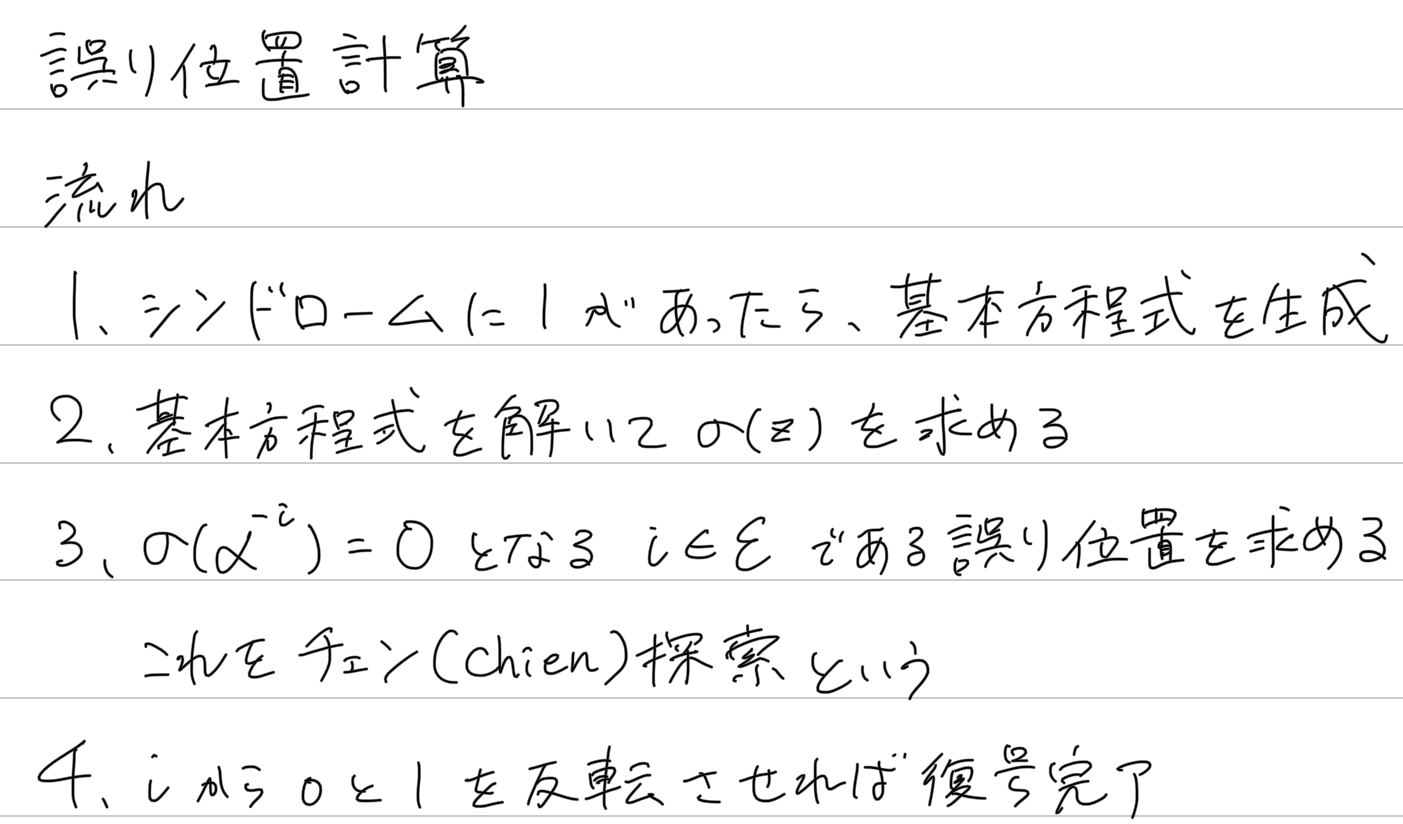 誤り位置計算
流れ
1、シンドロームに1があったら、基本方程式を生成
2、基本方程式を解いてσ(z)を求める
3、σ(α^{-i})=0となる i∈ε である誤り位置を求める
これをチェン(chien)探索という
4、iから0と1を反転させれば復号完了